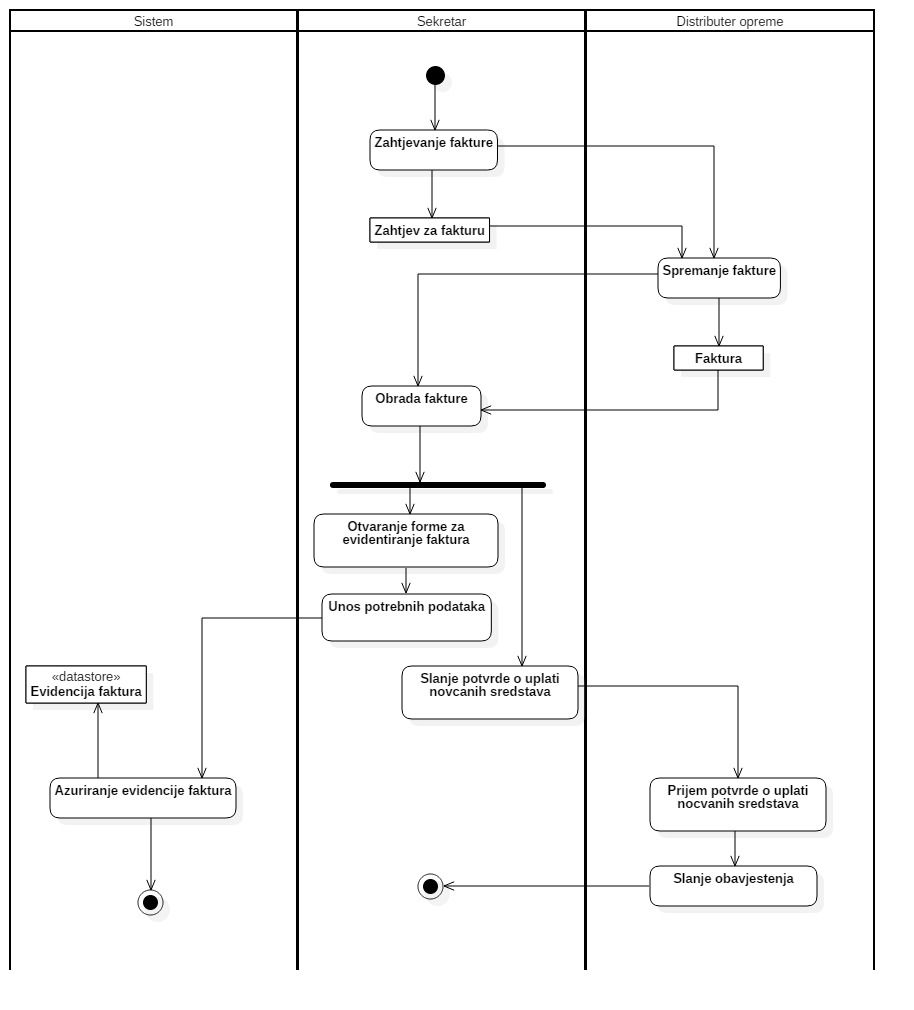 Sistem
Sekretar
Distributer opreme
Zahtjevanje fakture
Zahtjev za fakturu
Spremanje fakture
Faktura
Obrada fakture
Otvaranje forme za
evidentiranje faktura
Unos potrebnih podataka
«datastore»
Evidencija faktura
Slanje potvrde o uplati
novcanih sredstava
Azuriranje evidencije faktura
Prijem potvrde o uplati
nocvanih sredstava
Slanje obavjestenja